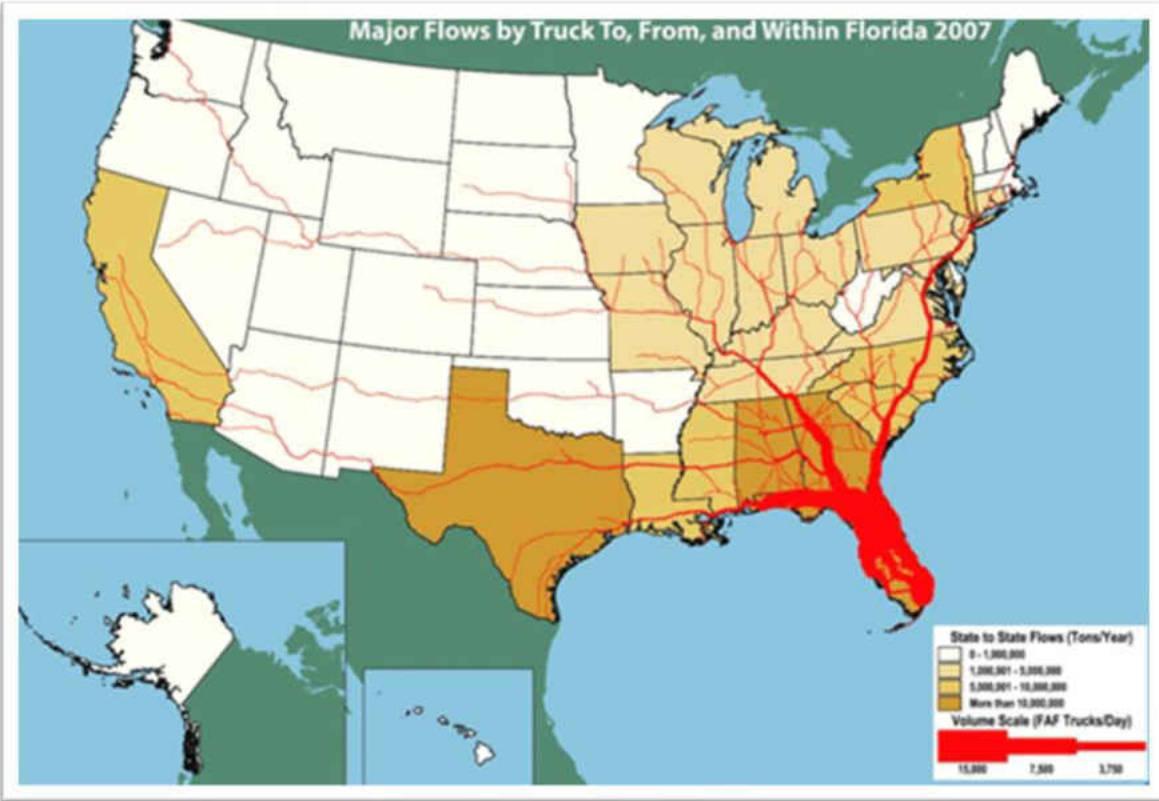 Major Flows by Truck To, From, and Within Florida 2007
State to State Flows (Tons/Year)
0 - 1,000,000
1,000,001 - 5,000,000
5,000,001 - 10,000,000
More than 10,000,000
Volume Scale (FAF Trucks/Day)
15,000 7,500 3,750